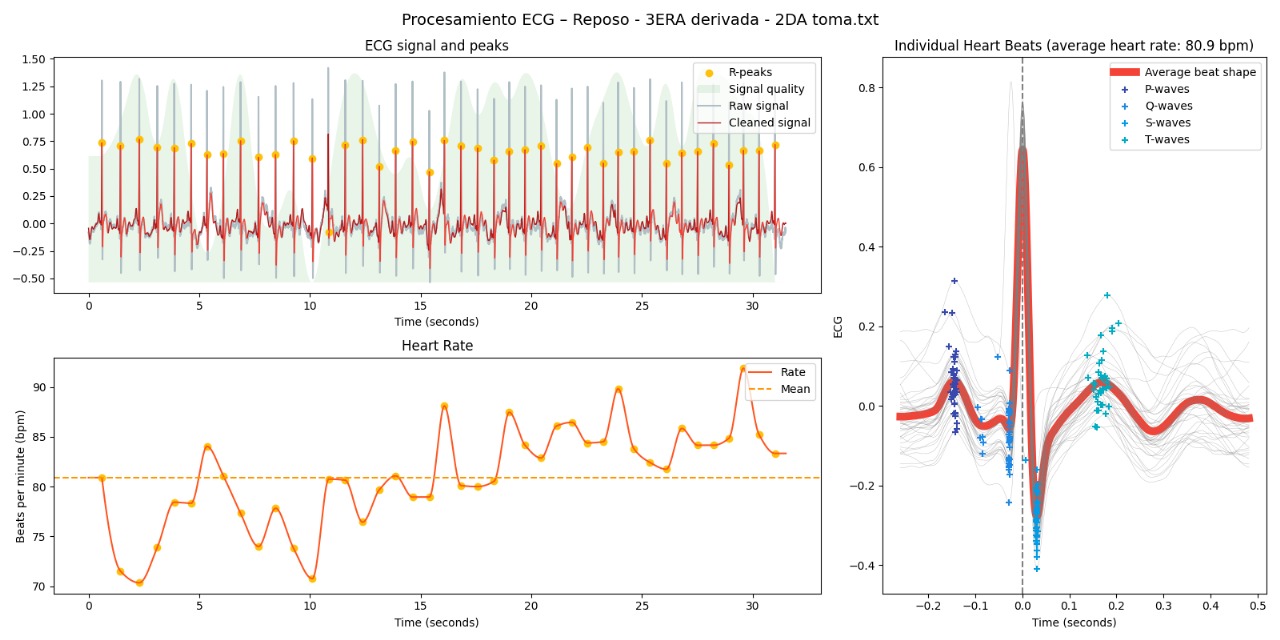 Procesamiento ECG – Reposo - 3ERA derivada - 2DA toma.txt
ECG signal and peaks
1.50
1.25
1.00
0.75
0.50
0.25
0.00
−0.25
−0.50
R-peaks
Signal quality
Raw signal
Cleaned signal
0
5
10
15
20
25
30
Time (seconds)
Heart Rate
Beats per minute (bpm)
90
85
80
75
70
Rate
Mean
0
5
10
15
20
25
30
Time (seconds)
Individual Heart Beats (average heart rate: 80.9 bpm)
ECG
0.8
0.6
0.4
0.2
0.0
−0.2
−0.4
Average beat shape
P-waves
Q-waves
S-waves
T-waves
−0.2
−0.1
0.0
0.1
0.2
0.3
0.4
0.5
Time (seconds)